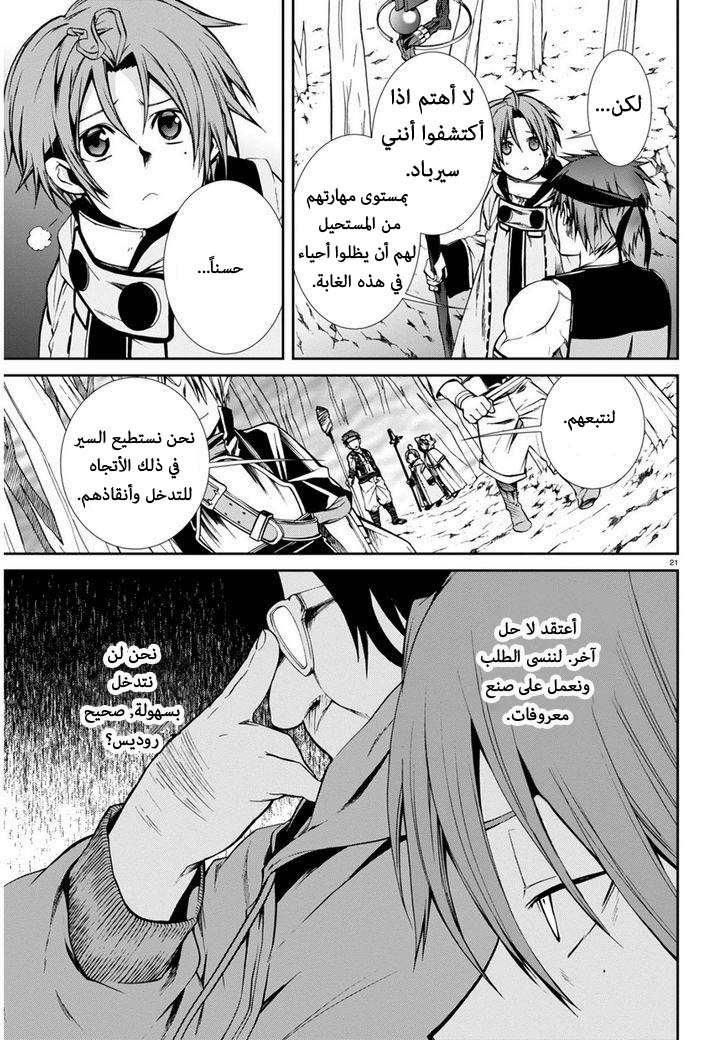 لكن...
لا أهتم اذا
أكتشفوا أنني
سيرباد.
بمستوى مهارتهم
من المستحيل
لهم أن يظلوا أحياء
في هذه الغابة.
حسناً...
لنتبعهم.
نحن نستطيع السير
في ذلك الأتجاه
للتدخل وأنقاذهم.
21
أعتقد لا حل
آخر. لننسى الطلب
ونعمل على صنع
معروفات.
نحن لن
نتدخل
بسهولة, صحيح
روديس؟